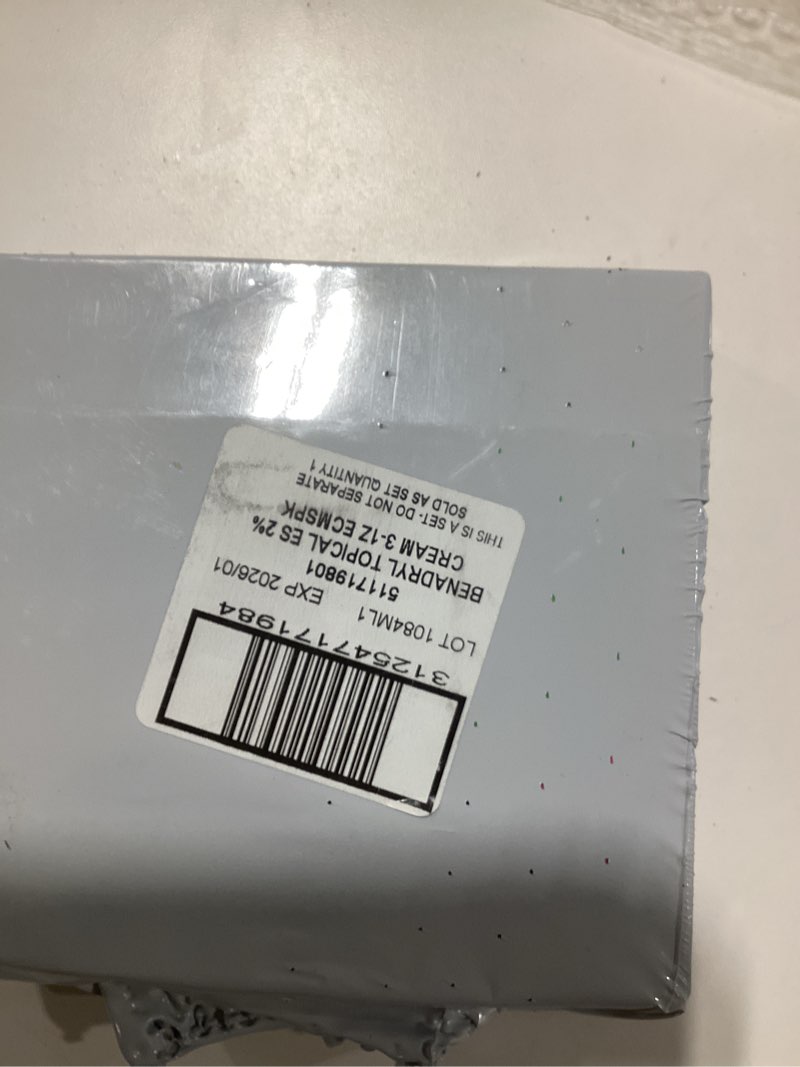 312547171984
LOT 1084ML1 EXP 2026/01
511719801
BENADRYL TOPICAL ES 2%
CREAM 3-1Z ECMSPK
THIS IS A SET- DO NOT SEPARATE
SOLD AS SET QUANTITY 1